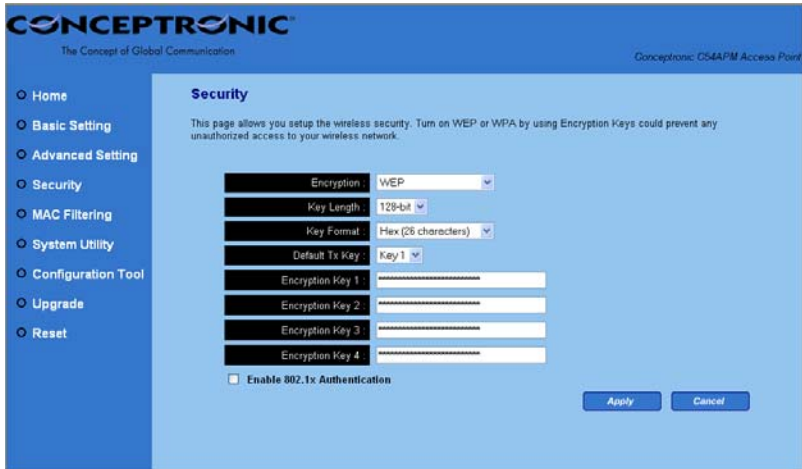 CONCEPTRONIC
The Concept of Global Communication
Conceptronic C54APM Access Point
Home
Basic Setting
Advanced Setting
Security
MAC Filtering
System Utility
Configuration Tool
Upgrade
Reset
Security
This page allows you setup the wireless security. Turn on WEP or WPA by using Encryption Keys could prevent any
unauthorized access to your wireless network.
Encryption : WEP
Key Length : 128-bit
Key Format : Hex (26 characters)
Default Tx Key : Key 1
Encryption Key 1 : **************************
Encryption Key 2 : **************************
Encryption Key 3 : **************************
Encryption Key 4 : **************************
Enable 802.1x Authentication
Apply Cancel